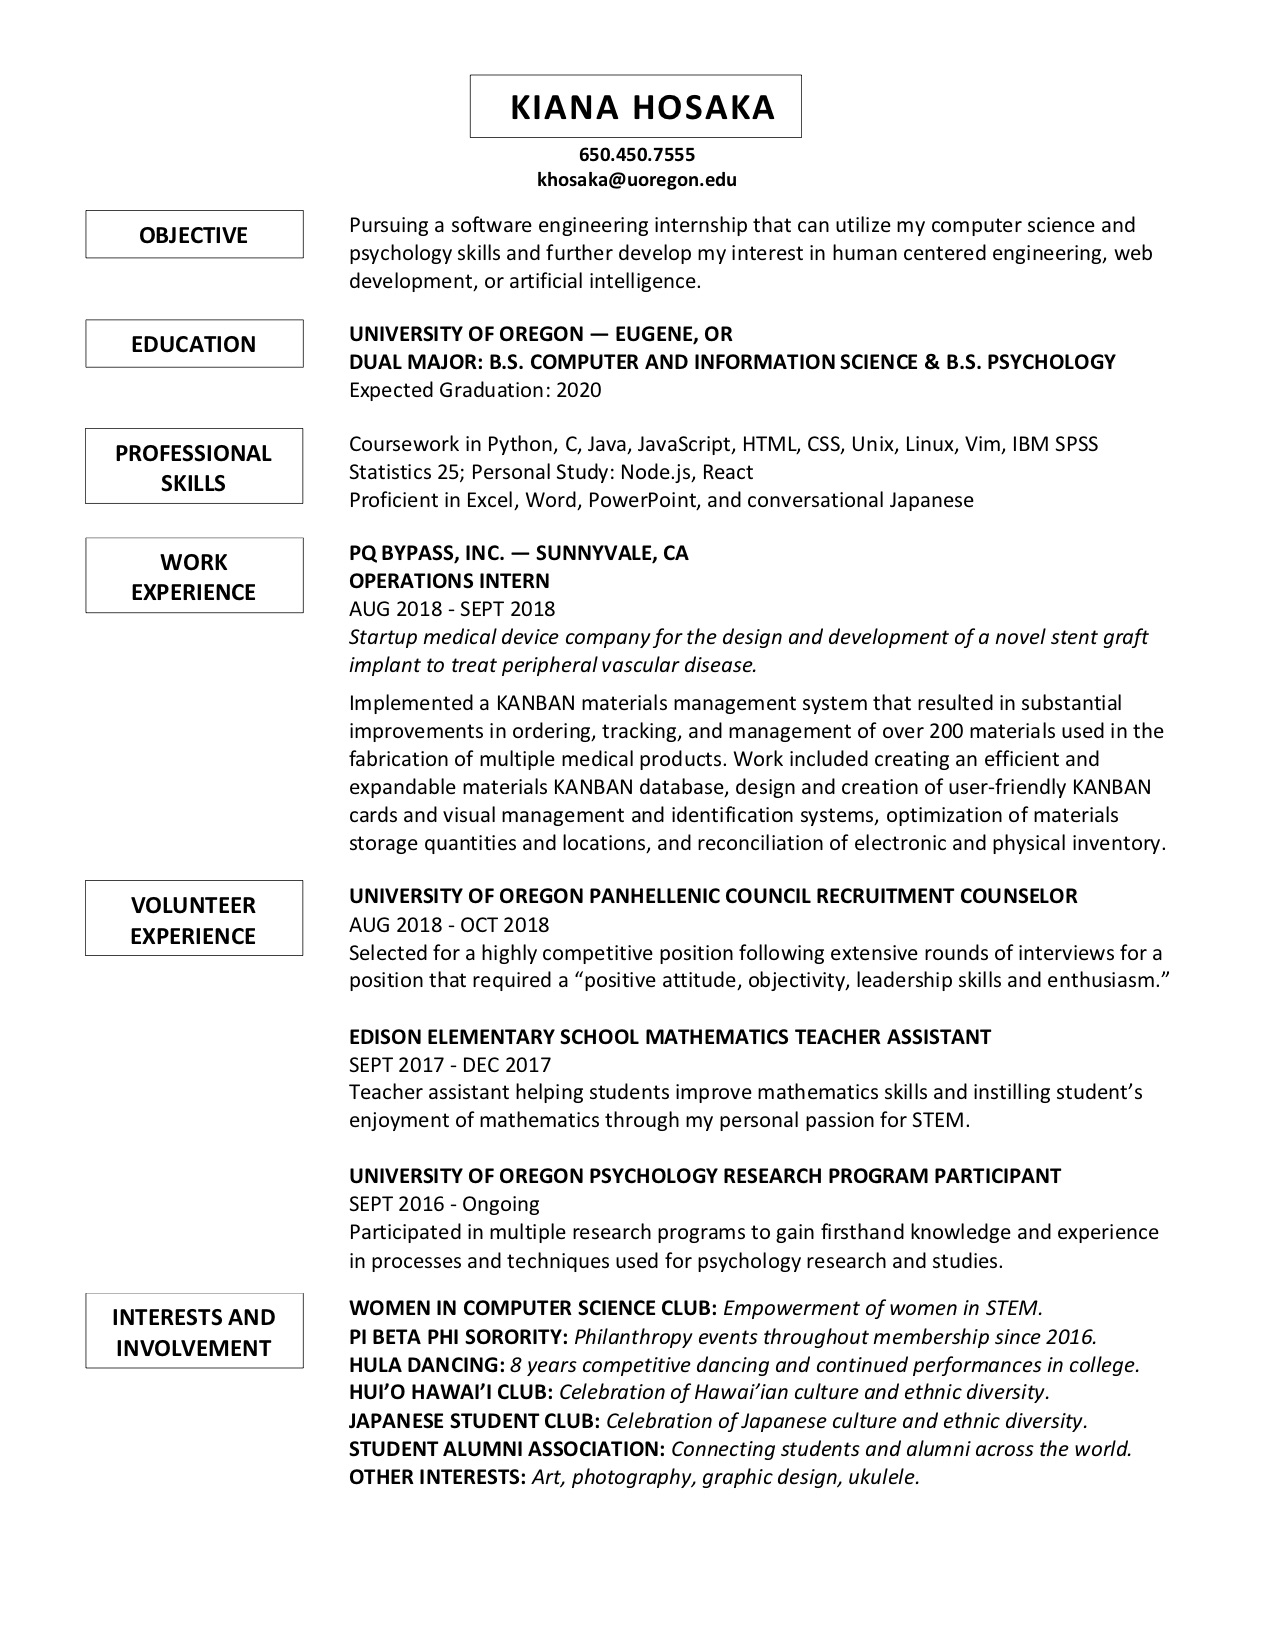 KIANA HOSAKA
650.450.7555
khosaka@uoregon.edu
OBJECTIVE
Pursuing a software engineering internship that can utilize my computer science and
psychology skills and further develop my interest in human centered engineering, web
development, or artificial intelligence.
EDUCATION
UNIVERSITY OF OREGON — EUGENE, OR
DUAL MAJOR: B.S. COMPUTER AND INFORMATION SCIENCE & B.S. PSYCHOLOGY
Expected Graduation: 2020
PROFESSIONAL
SKILLS
Coursework in Python, C, Java, JavaScript, HTML, CSS, Unix, Linux, Vim, IBM SPSS
Statistics 25; Personal Study: Node.js, React
Proficient in Excel, Word, PowerPoint, and conversational Japanese
WORK
EXPERIENCE
PQ BYPASS, INC. — SUNNYVALE, CA
OPERATIONS INTERN
AUG 2018 - SEPT 2018
Startup medical device company for the design and development of a novel stent graft
implant to treat peripheral vascular disease.
Implemented a KANBAN materials management system that resulted in substantial
improvements in ordering, tracking, and management of over 200 materials used in the
fabrication of multiple medical products. Work included creating an efficient and
expandable materials KANBAN database, design and creation of user-friendly KANBAN
cards and visual management and identification systems, optimization of materials
storage quantities and locations, and reconciliation of electronic and physical inventory.
VOLUNTEER
EXPERIENCE
UNIVERSITY OF OREGON PANHELLENIC COUNCIL RECRUITMENT COUNSELOR
AUG 2018 - OCT 2018
Selected for a highly competitive position following extensive rounds of interviews for a
position that required a “positive attitude, objectivity, leadership skills and enthusiasm.”
EDISON ELEMENTARY SCHOOL MATHEMATICS TEACHER ASSISTANT
SEPT 2017 - DEC 2017
Teacher assistant helping students improve mathematics skills and instilling student’s
enjoyment of mathematics through my personal passion for STEM.
UNIVERSITY OF OREGON PSYCHOLOGY RESEARCH PROGRAM PARTICIPANT
SEPT 2016 - Ongoing
Participated in multiple research programs to gain firsthand knowledge and experience
in processes and techniques used for psychology research and studies.
INTERESTS AND
INVOLVEMENT
WOMEN IN COMPUTER SCIENCE CLUB: Empowerment of women in STEM.
PI BETA PHI SORORITY: Philanthropy events throughout membership since 2016.
HULA DANCING: 8 years competitive dancing and continued performances in college.
HUI’O HAWAI’I CLUB: Celebration of Hawai’ian culture and ethnic diversity.
JAPANESE STUDENT CLUB: Celebration of Japanese culture and ethnic diversity.
STUDENT ALUMNI ASSOCIATION: Connecting students and alumni across the world.
OTHER INTERESTS: Art, photography, graphic design, ukulele.